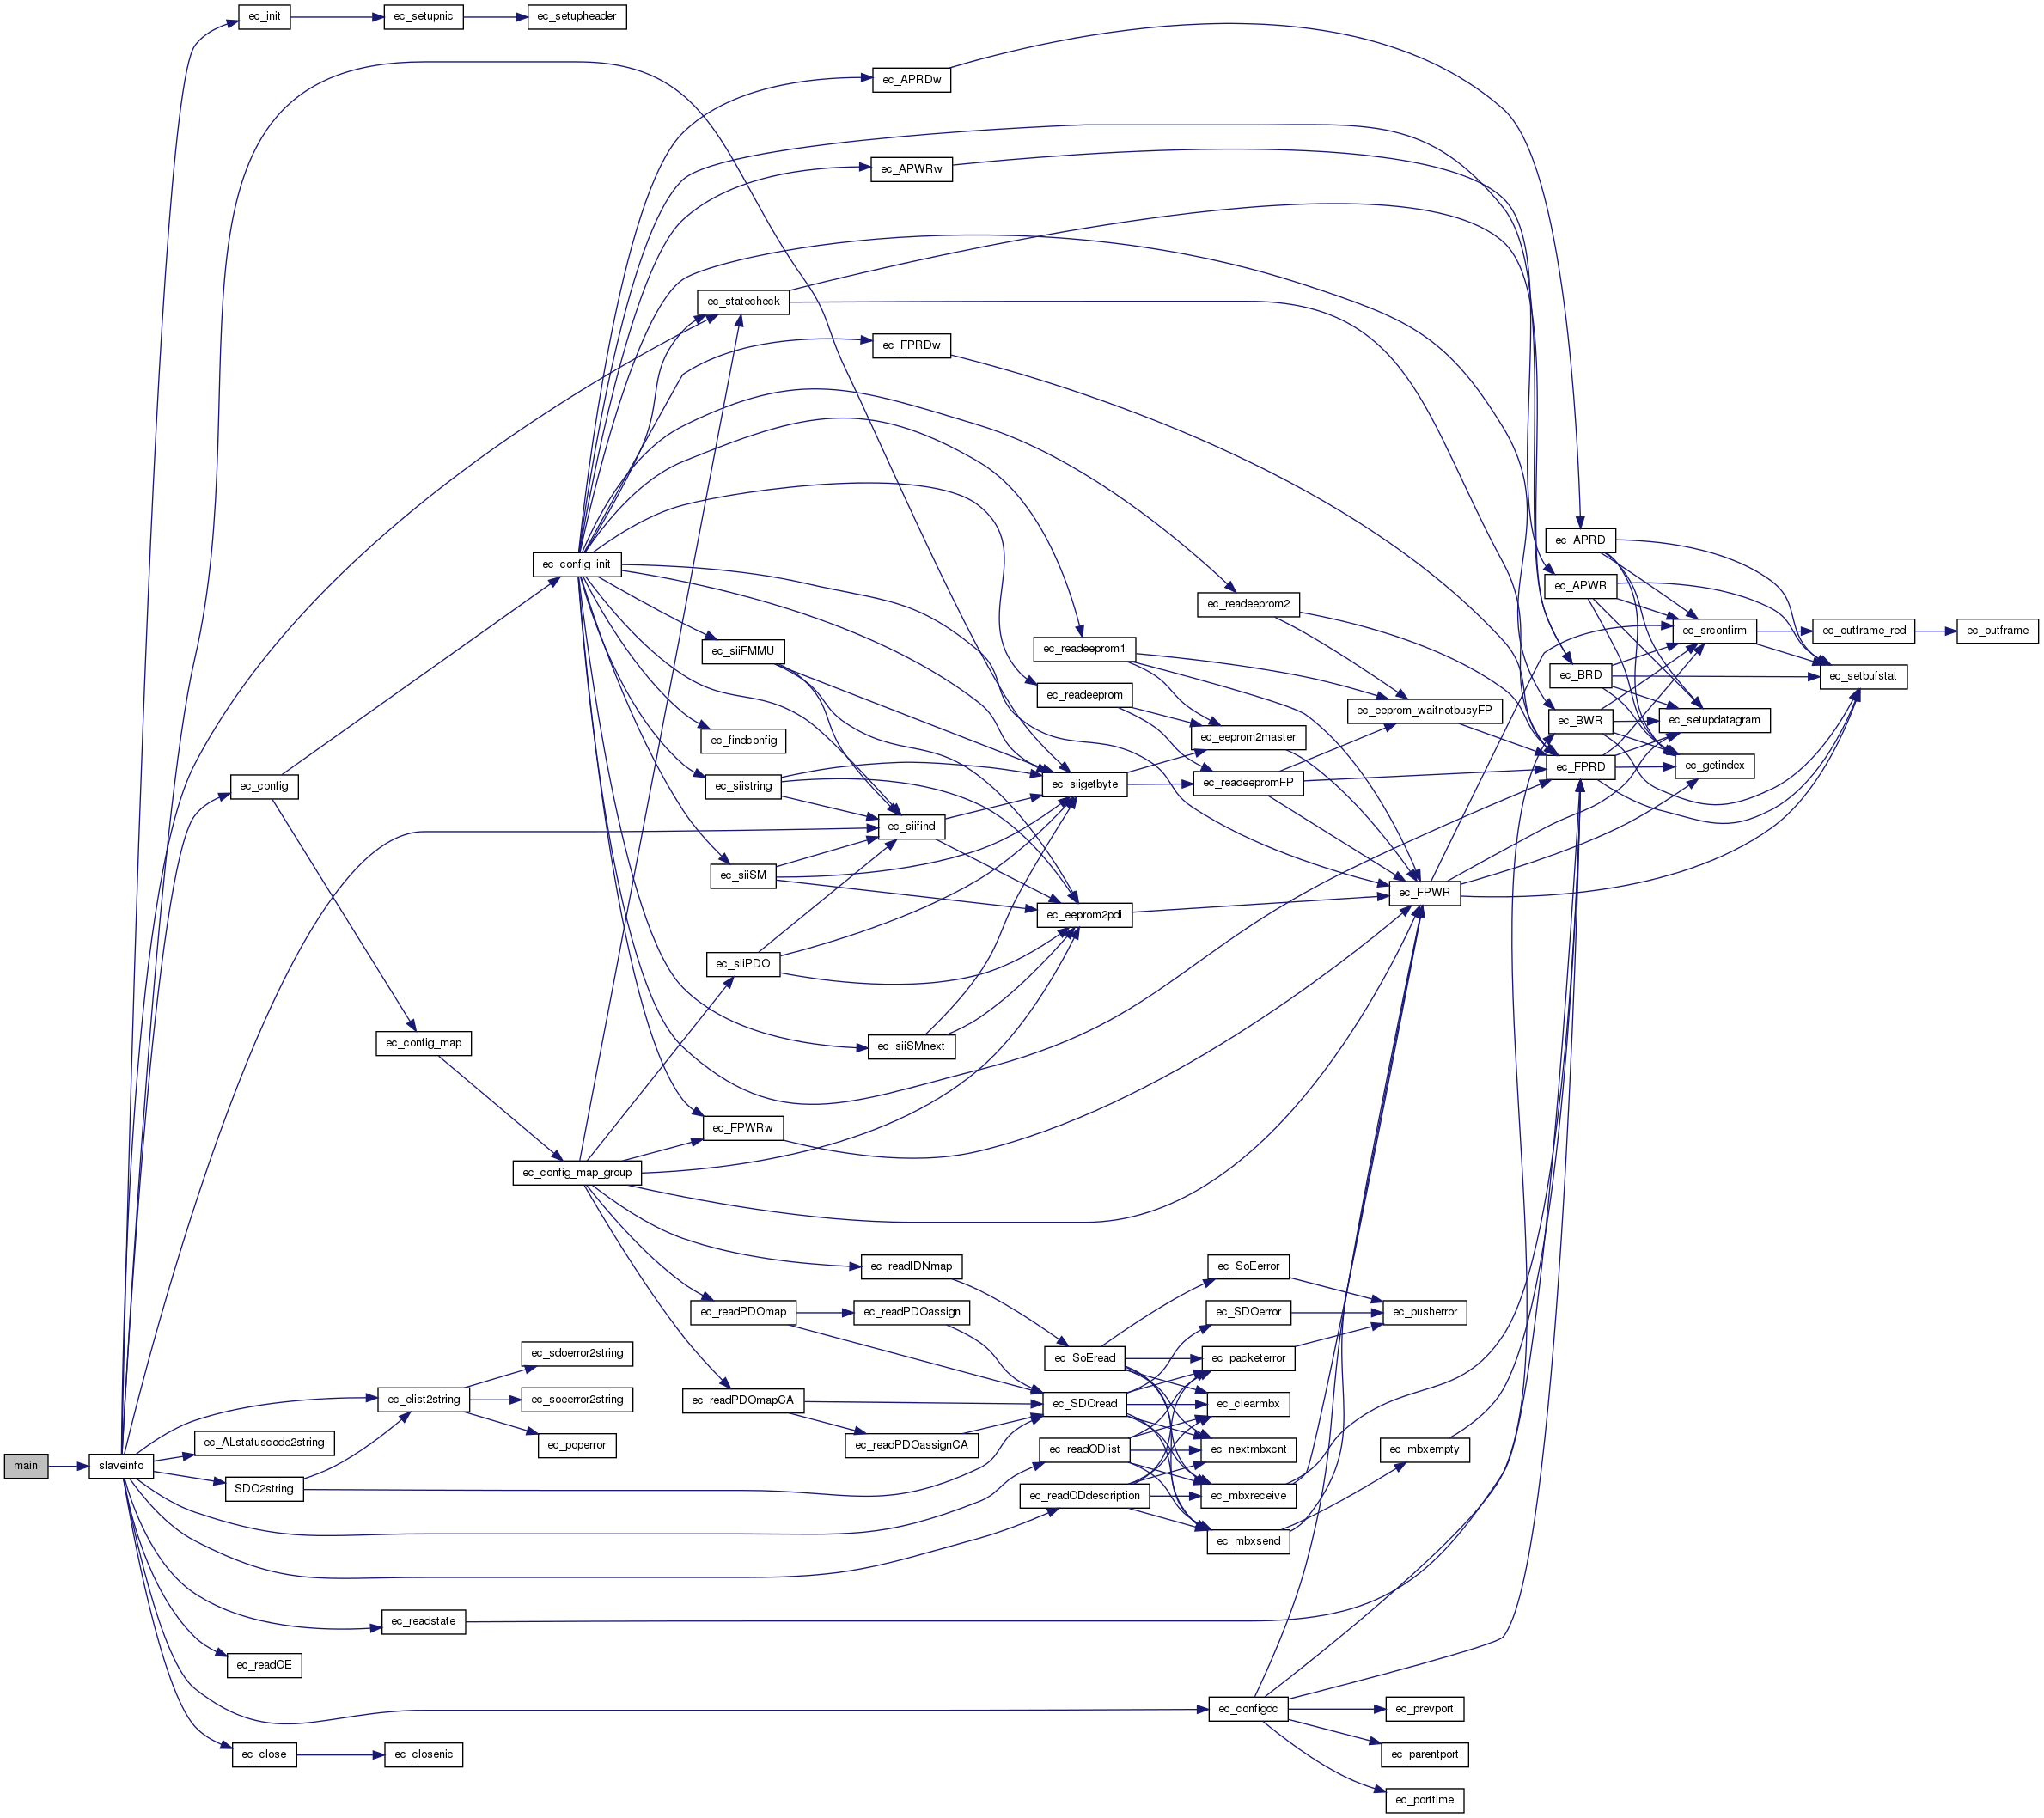 main
slaveinfo
ec_init
ec_setupnic
ec_setupheader
ec_config
ec_config_map
ec_elist2string
ec_sdoerror2string
ec_soeerror2string
ec_poperror
ec_ALstatuscode2string
SDO2string
ec_readstate
ec_readOE
ec_close
ec_closenic
ec_config_init
ec_config_map_group
ec_APRDw
ec_APWRw
ec_statecheck
ec_FPRDw
ec_siiFMMU
ec_findconfig
ec_siistring
ec_siifind
ec_siiSM
ec_siiPDO
ec_siiSMnext
ec_FPWRw
ec_readIDNmap
ec_readPDOmap
ec_readPDOassign
ec_readPDOmapCA
ec_readPDOassignCA
ec_readeeprom1
ec_readeeprom
ec_siigetbyte
ec_eeprom2pdi
ec_SoEread
ec_SDOread
ec_readODlist
ec_readODdescription
ec_readeeprom2
ec_eeprom2master
ec_readeepromFP
ec_SoEerror
ec_SDOerror
ec_packeterror
ec_clearmbx
ec_nextmbxcnt
ec_mbxreceive
ec_mbxsend
ec_configdc
ec_eeprom_waitnotbusyFP
ec_FPWR
ec_pusherror
ec_mbxempty
ec_prevport
ec_parentport
ec_porttime
ec_APRD
ec_APWR
ec_BRD
ec_BWR
ec_FPRD
ec_srconfirm
ec_setupdatagram
ec_getindex
ec_outframe_red
ec_setbufstat
ec_outframe